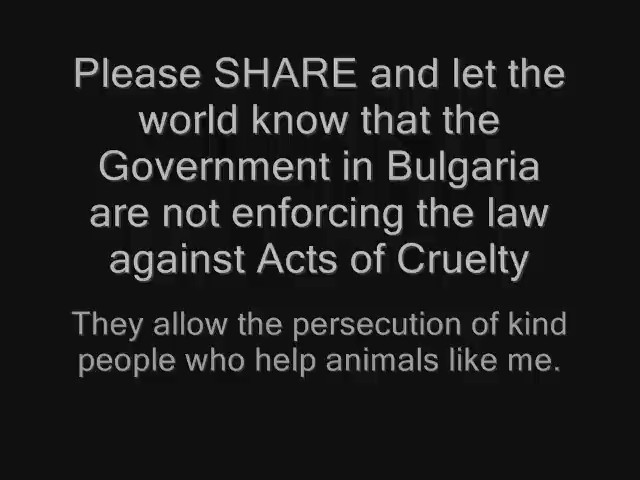 Please SHARE and let the
world know that the
Government in Bulgaria
are not enforcing the law
against Acts of Cruelty
They allow the persecution of kind
people who help animals like me.